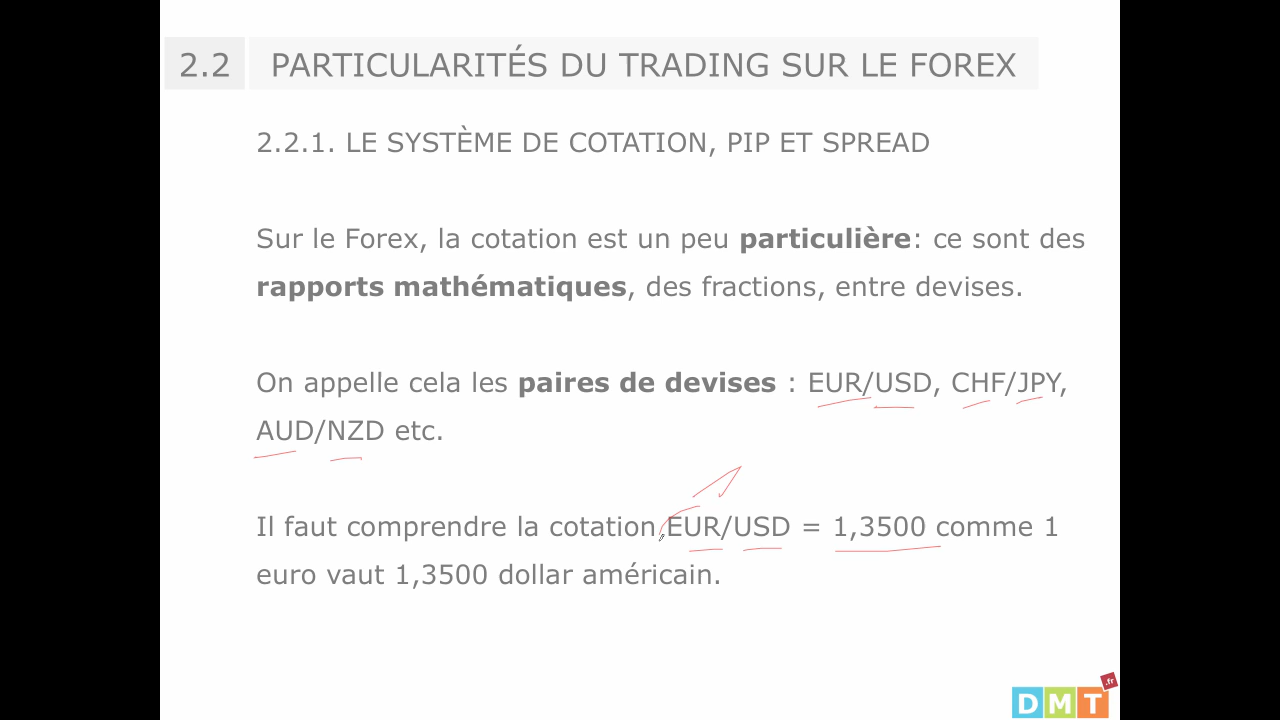 2.2 PARTICULARITÉS DU TRADING SUR LE FOREX
2.2.1. LE SYSTÈME DE COTATION, PIP ET SPREAD
Sur le Forex, la cotation est un peu particulière: ce sont des
rapports mathématiques, des fractions, entre devises.
On appelle cela les paires de devises : EUR/USD, CHF/JPY,
AUD/NZD etc.
Il faut comprendre la cotation EUR/USD = 1,3500 comme 1
euro vaut 1,3500 dollar américain.
DMT.fr